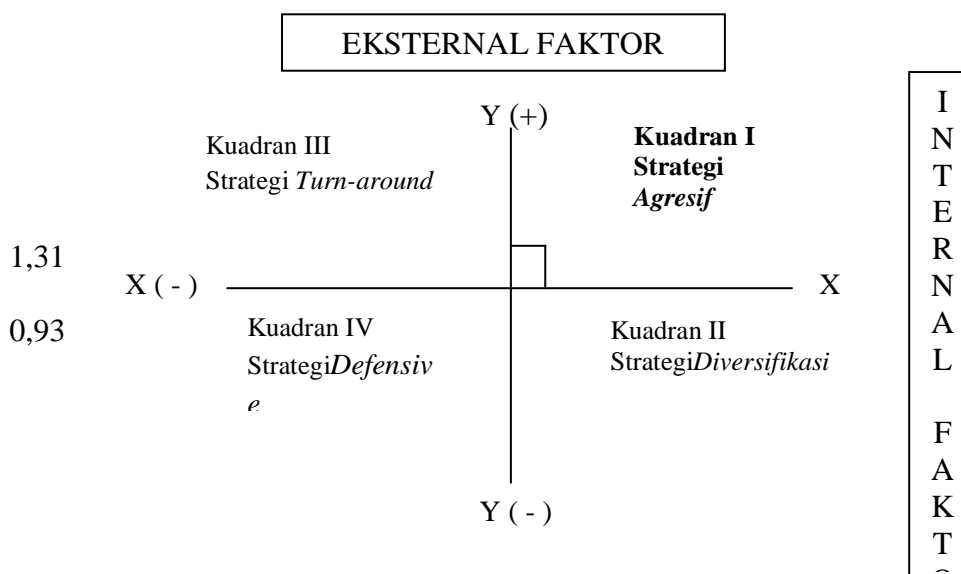 EKSTERNAL FAKTOR
Y (+)
Kuadran III
Strategi Turn-around
Kuadran I
Strategi
Agresif
1,31
X ( - )
X
0,93
Kuadran IV
StrategiDefensiv
e
Kuadran II
StrategiDiversifikasi
Y ( - )
I
N
T
E
R
N
A
L
F
A
K
T